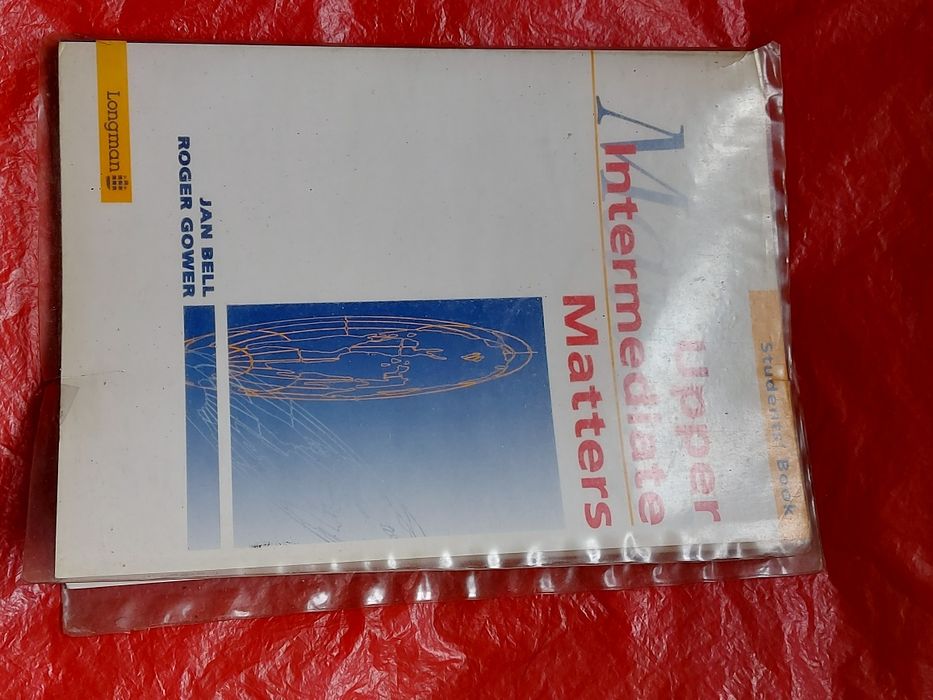 Students' Book
Upper
Intermediate
Matters
JAN BELL
ROGER GOWER
Longman